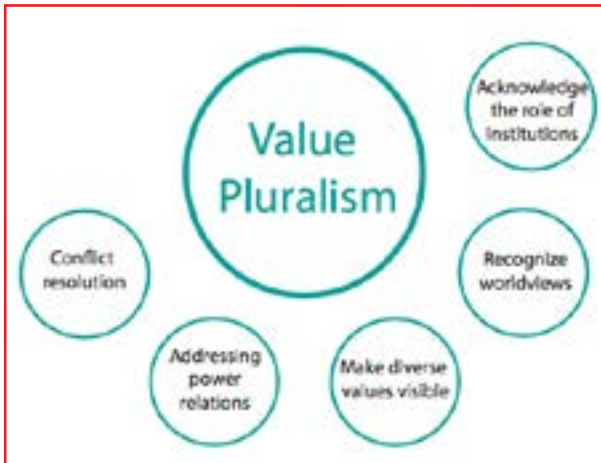 Value
Pluralism
Acknowledge
the role of
institutions
Conflict
resolution
Recognize
worldviews
Addressing
power
relations
Make diverse
values visible